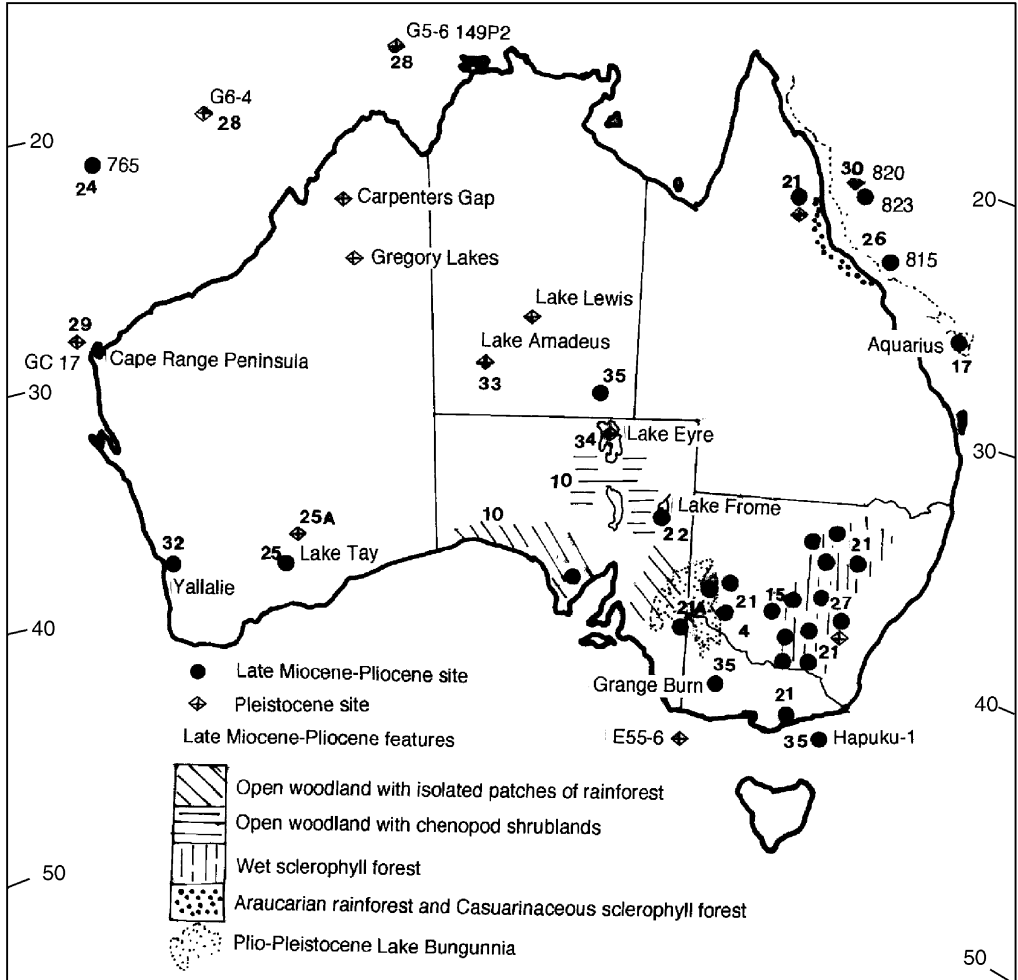 G5-6 149P2
28
G6-4
28
20
765
24
Carpenters Gap
21
30
820
823
20
Gregory Lakes
26
815
Lake Lewis
29
GC 17
Cape Range Peninsula
Lake Amadeus
33
35
Aquarius
17
30
34
Lake Eyre
30
10
Lake Frome
22
10
25A
32
25
Lake Tay
Yallalie
21
15
27
21
21A
4
21
40
35
Grange Burn
21
40
E55-6
35
Hapuku-1
Late Miocene-Pliocene site
Pleistocene site
Late Miocene-Pliocene features
Open woodland with isolated patches of rainforest
Open woodland with chenopod shrublands
Wet sclerophyll forest
50
Araucarian rainforest and Casuarinaceous sclerophyll forest
Plio-Pleistocene Lake Bungunnia
50